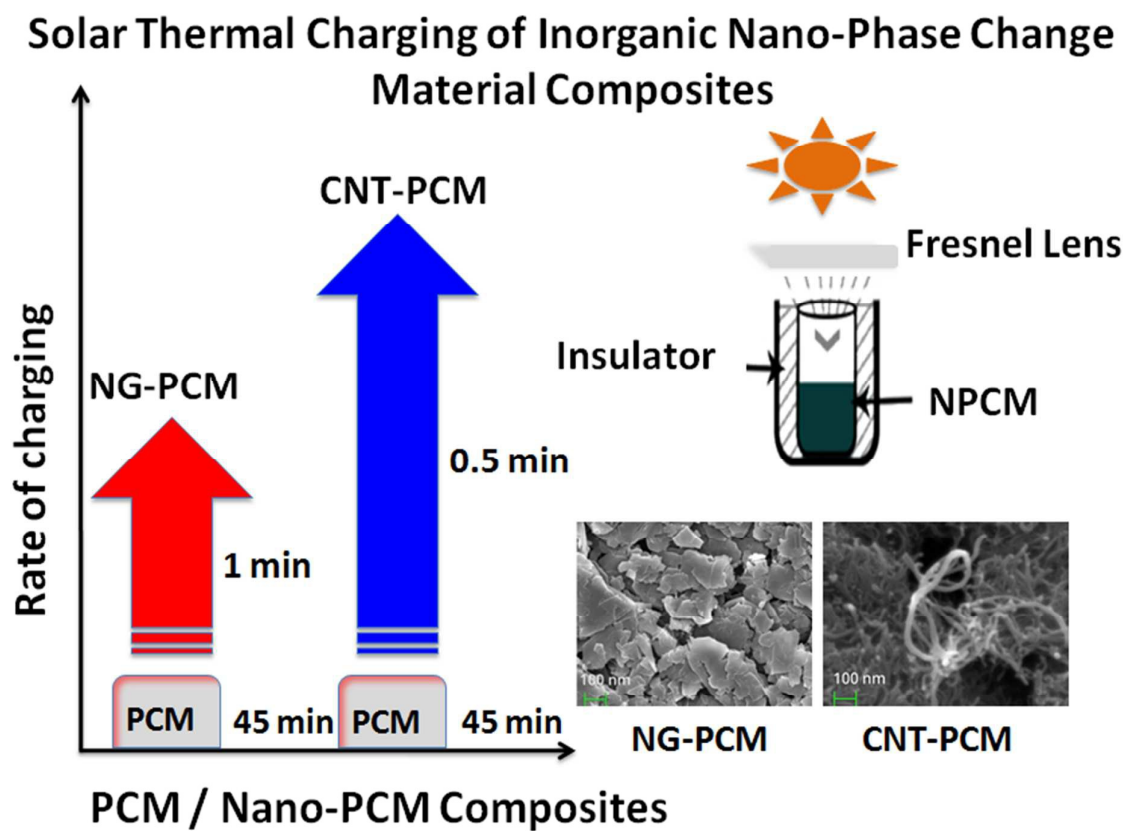 Solar Thermal Charging of Inorganic Nano-Phase Change
Material Composites
Rate of charging
CNT-PCM
NG-PCM
0.5 min
1 min
PCM
45 min
PCM
45 min
PCM / Nano-PCM Composites
Fresnel Lens
Insulator
NPCM
100 nm
100 nm
NG-PCM
CNT-PCM